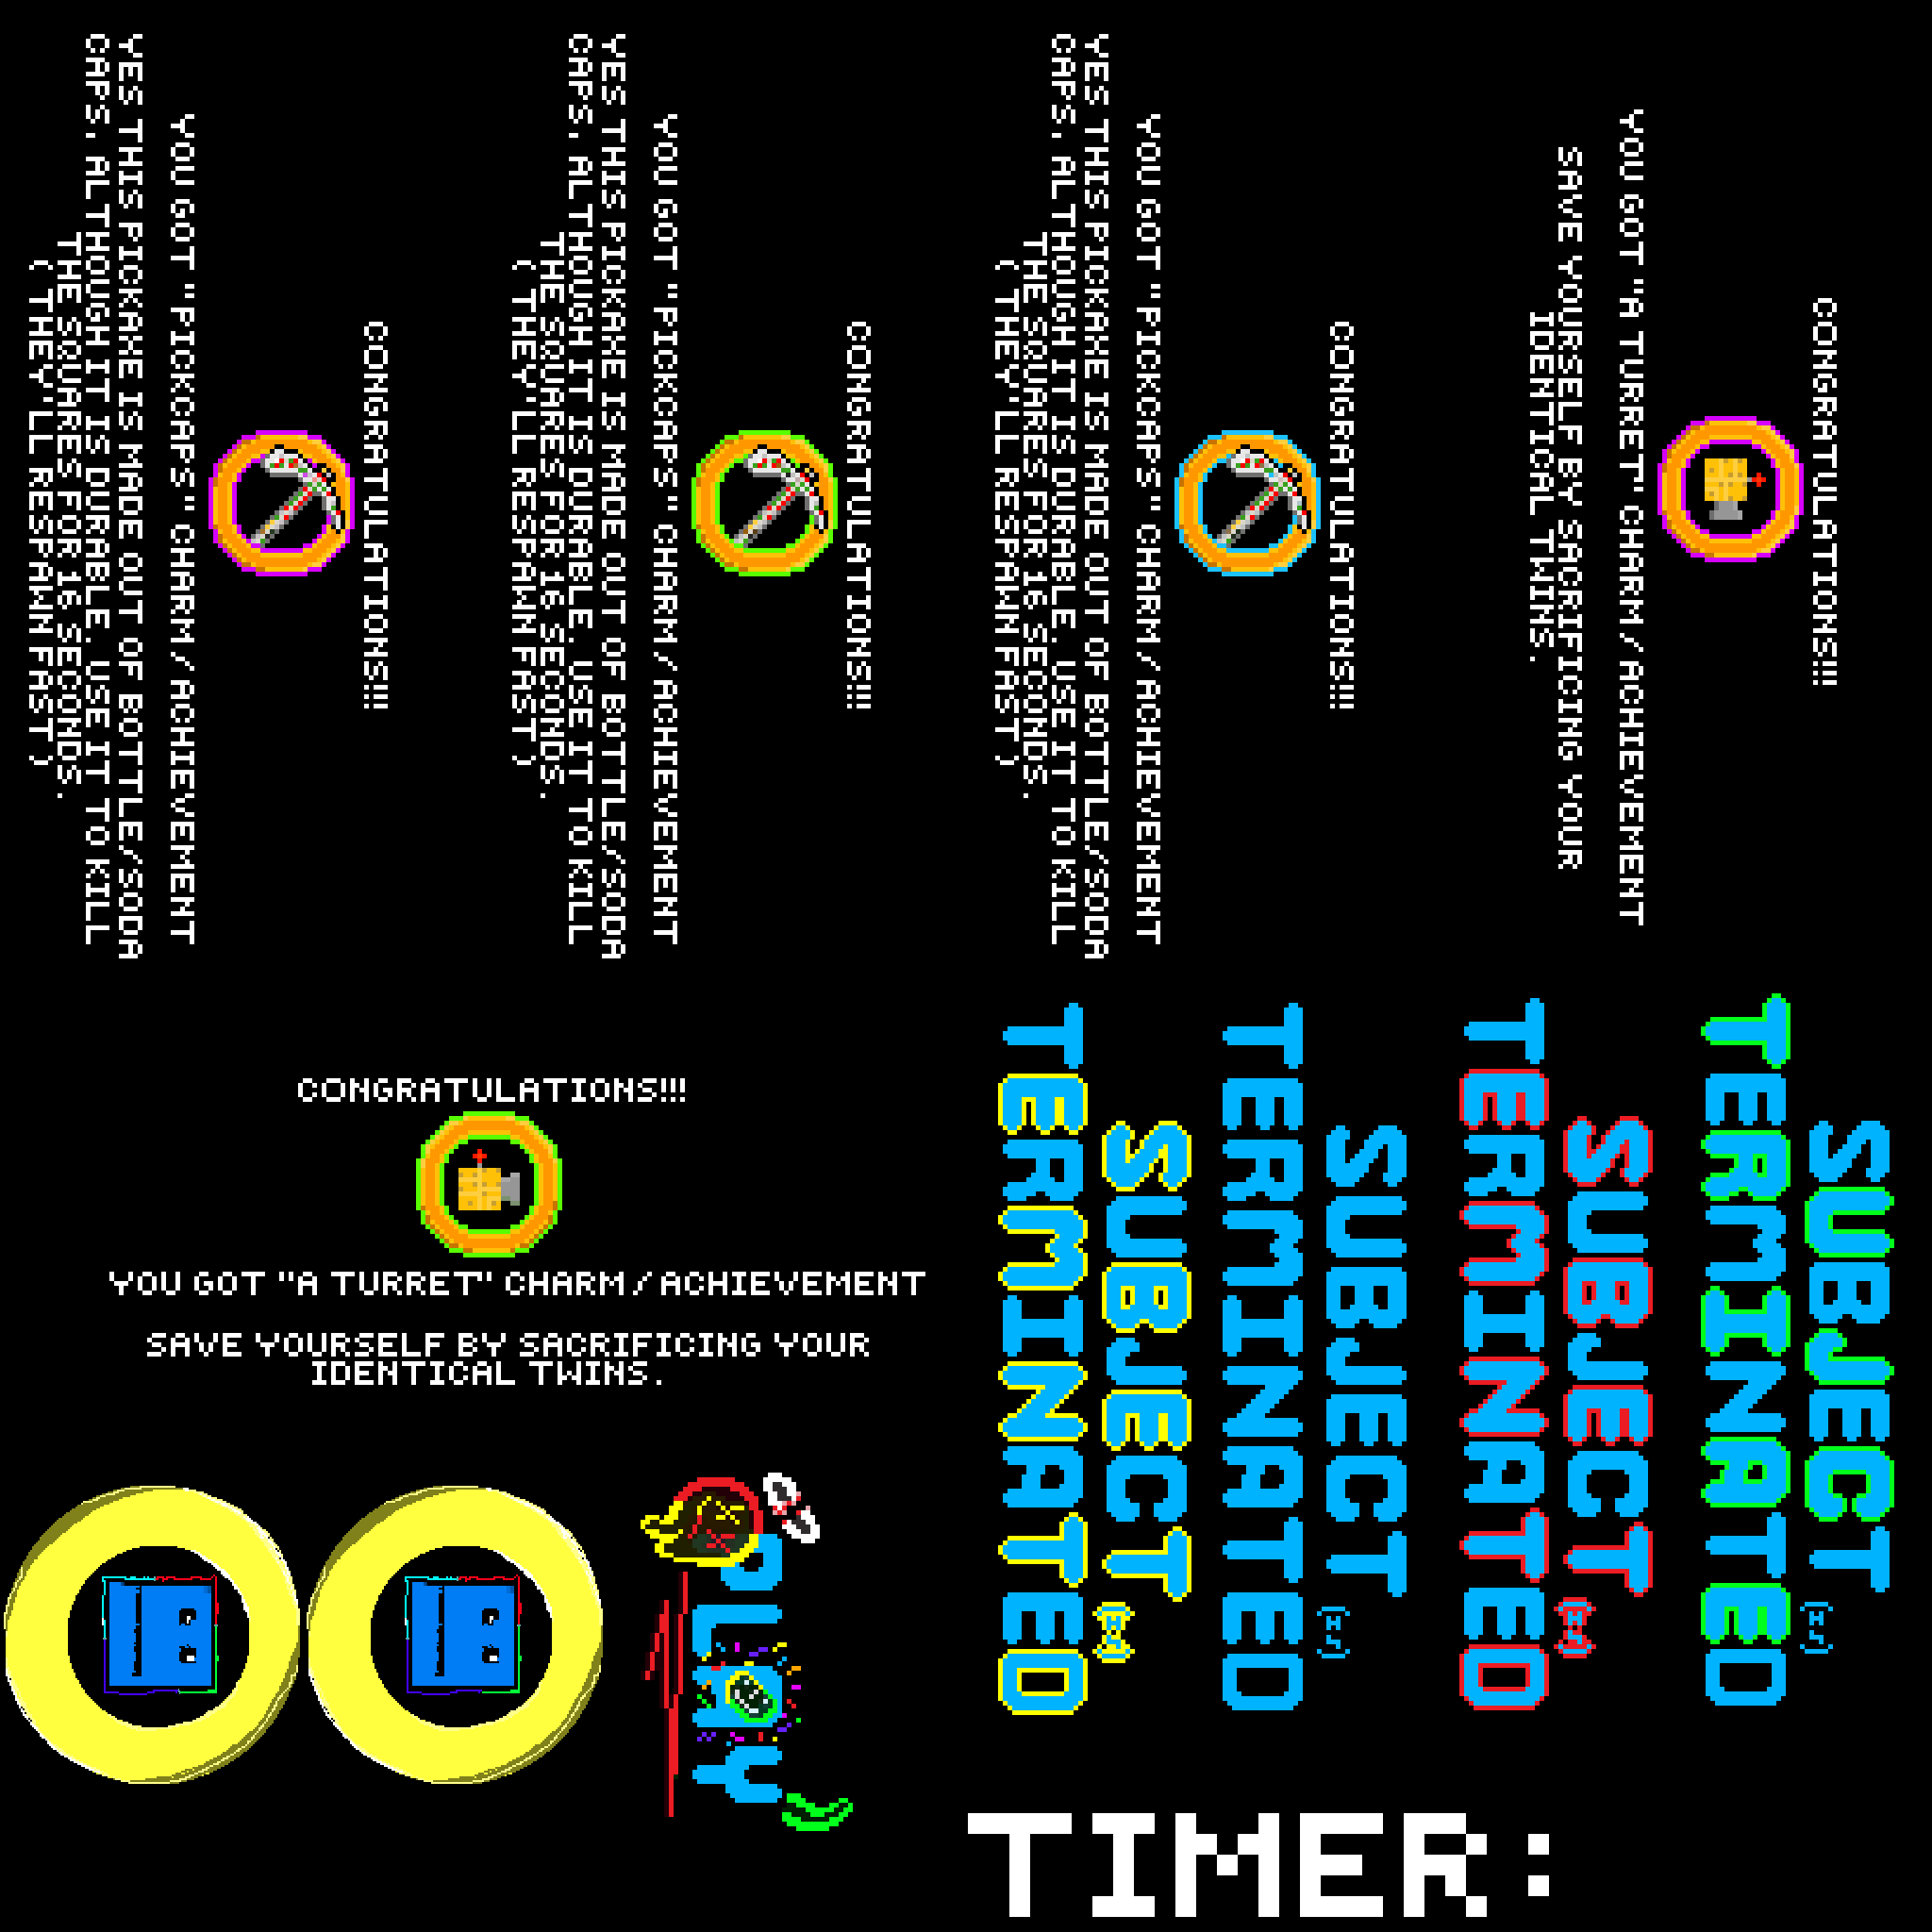 CONGRATULATIONS!!!
YOU GOT "PICKCAPS" CHARM/ACHIEVEMENT
YES THIS PICKAXE IS MADE OUT OF BOTTLE/SODA
CAPS. ALTHOUGH IT IS DURABLE. USE IT TO KILL
THE SQUARES FOR 16 SECONDS.
( THEY'LL RESPAWN FAST )
CONGRATULATIONS!!!
YOU GOT "PICKCAPS" CHARM/ACHIEVEMENT
YES THIS PICKAXE IS MADE OUT OF BOTTLE/SODA
CAPS. ALTHOUGH IT IS DURABLE. USE IT TO KILL
THE SQUARES FOR 16 SECONDS.
( THEY'LL RESPAWN FAST )
CONGRATULATIONS!!!
YOU GOT "PICKCAPS" CHARM/ACHIEVEMENT
YES THIS PICKAXE IS MADE OUT OF BOTTLE/SODA
CAPS. ALTHOUGH IT IS DURABLE. USE IT TO KILL
THE SQUARES FOR 16 SECONDS.
( THEY'LL RESPAWN FAST )
CONGRATULATIONS!!!
YOU GOT "A TURRET" CHARM/ACHIEVEMENT
SAVE YOURSELF BY SACRIFICING YOUR
IDENTICAL TWINS.
CONGRATULATIONS!!!
YOU GOT "A TURRET" CHARM/ACHIEVEMENT
SAVE YOURSELF BY SACRIFICING YOUR
IDENTICAL TWINS.
SUBJECT
TERMINATED
SUBJECT
TERMINATED
SUBJECT
TERMINATED
SUBJECT
TERMINATED
PLAY
TIMER: